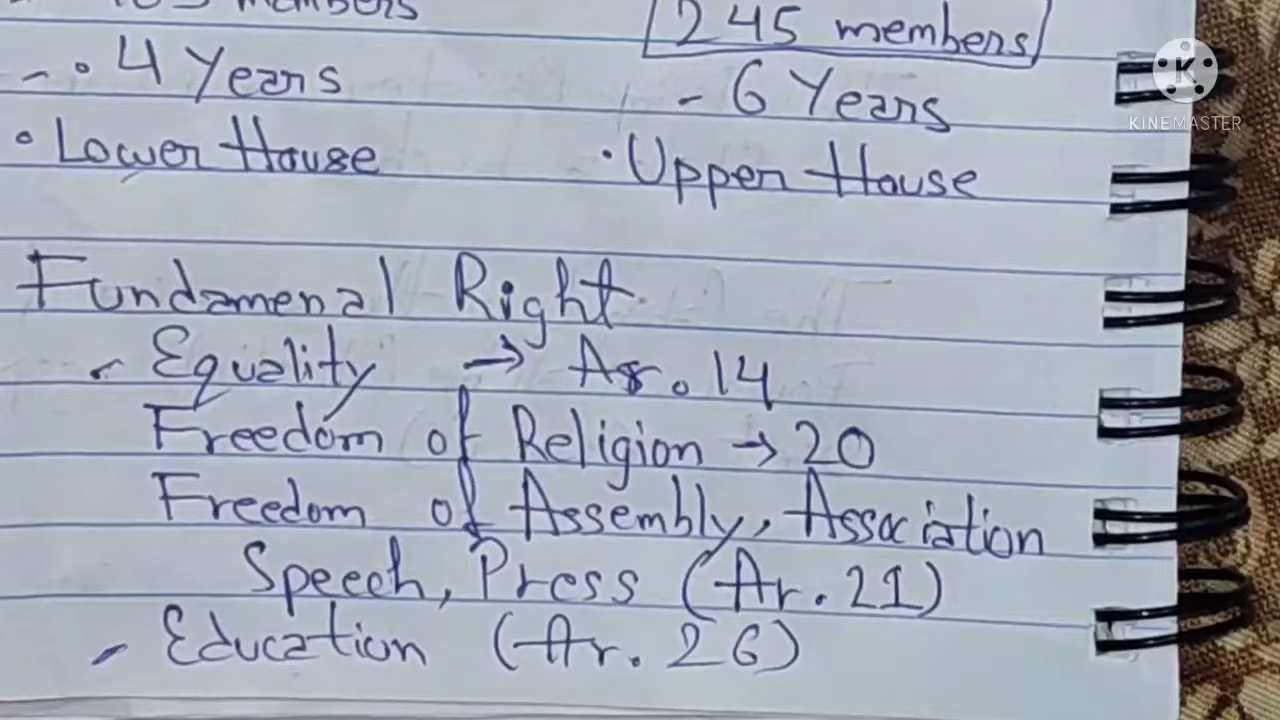 members
245 members
- • 4 Years
- 6 Years
• Lower House
• Upper House
Fundamenal Right
Equality → Ar. 14
Freedom of Religion → 20
Freedom of Assembly, Association
Speech, Press (Ar. 21)
- Education (Ar. 26)
K
KINEMASTER